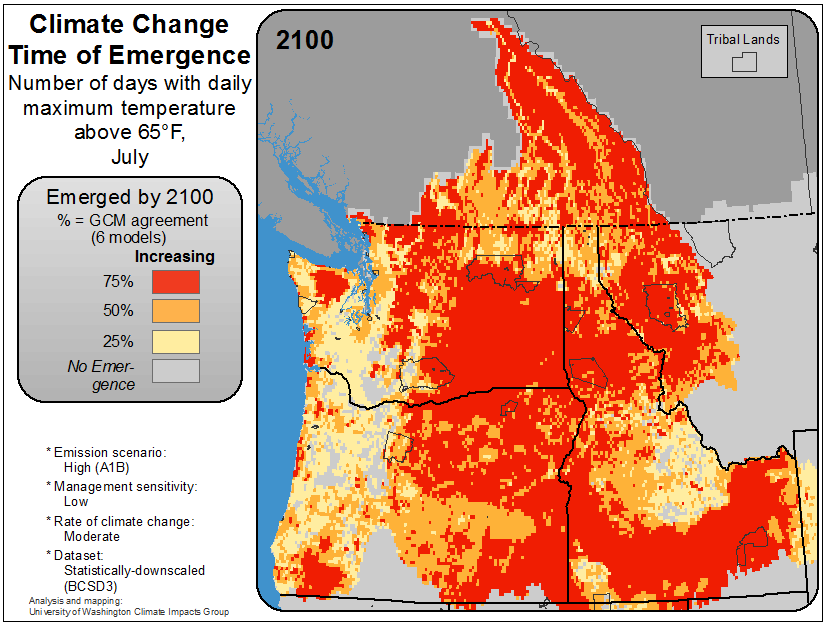 Climate Change
Time of Emergence
Number of days with daily
maximum temperature
above 65°F,
July
Emerged by 2100
% = GCM agreement
(6 models)
Increasing
75%
50%
25%
No Emer-
gence
* Emission scenario:
High (A1B)
* Management sensitivity:
Low
* Rate of climate change:
Moderate
* Dataset:
Statistically-downscaled
(BCSD3)
Analysis and mapping:
University of Washington Climate Impacts Group
2100
Tribal Lands